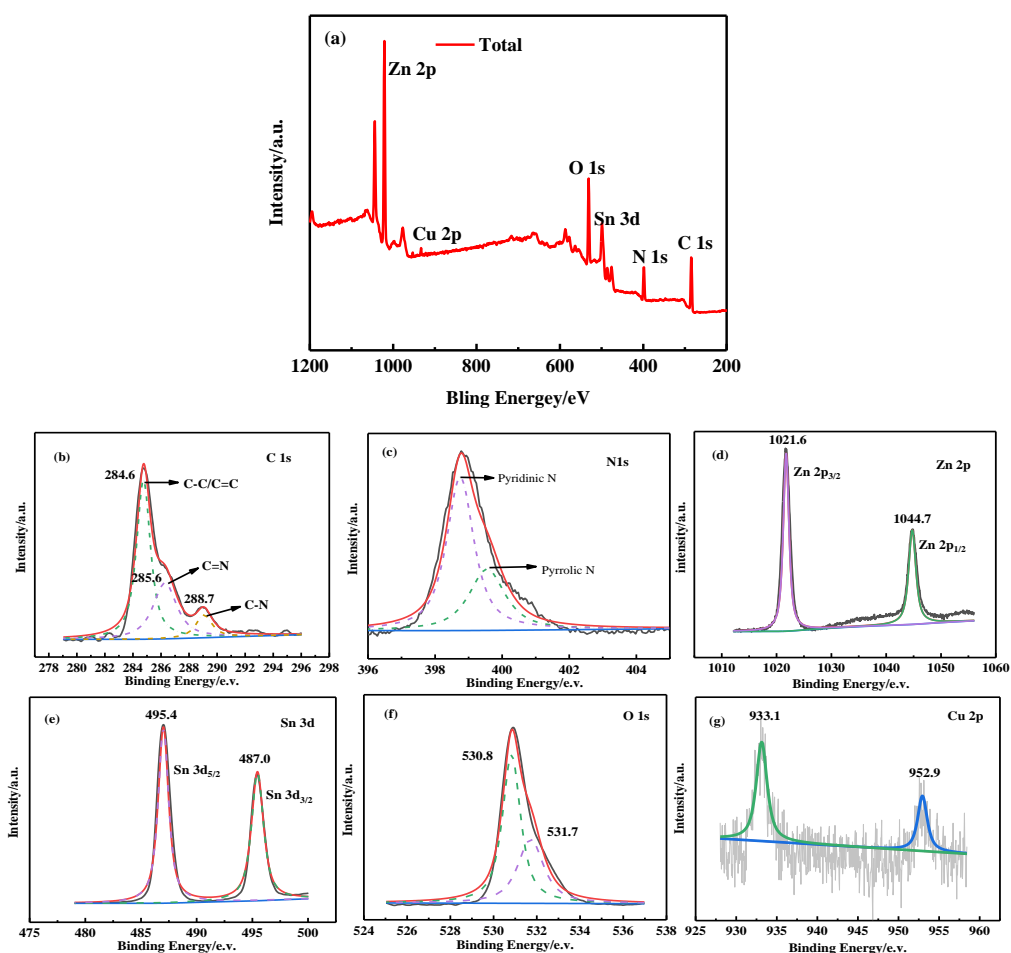 (a)
Total
Zn 2p
Cu 2p
O 1s
Sn 3d
N 1s
C 1s
Intensity/a.u.
1200 1000 800 600 400 200
Bling Energey/eV
(b)
C 1s
284.6
C-C/C=C
285.6
C=N
288.7
C-N
Intensity/a.u.
278 280 282 284 286 288 290 292 294 296 298
Binding Energy/e.v.
(c)
N1s
Pyridinic N
Pyrrolic N
Intensity/a.u.
396 398 400 402 404
Binding Energy/e.v.
(d)
1021.6
Zn 2p
Zn 2p3/2
1044.7
Zn 2p1/2
intensity/a.u.
1010 1020 1030 1040 1050 1060
Binding Energy/e.v.
(e)
495.4
Sn 3d
487.0
Sn 3d5/2
Sn 3d3/2
Intensity/a.u.
475 480 485 490 495 500
Binding Energy/e.v.
(f)
O 1s
530.8
531.7
Intensity/a.u.
524 526 528 530 532 534 536 538
Binding Energy/e.v.
(g)
933.1
Cu 2p
952.9
Intensity/a.u.
925 930 935 940 945 950 955 960
Binding Energy/e.v.